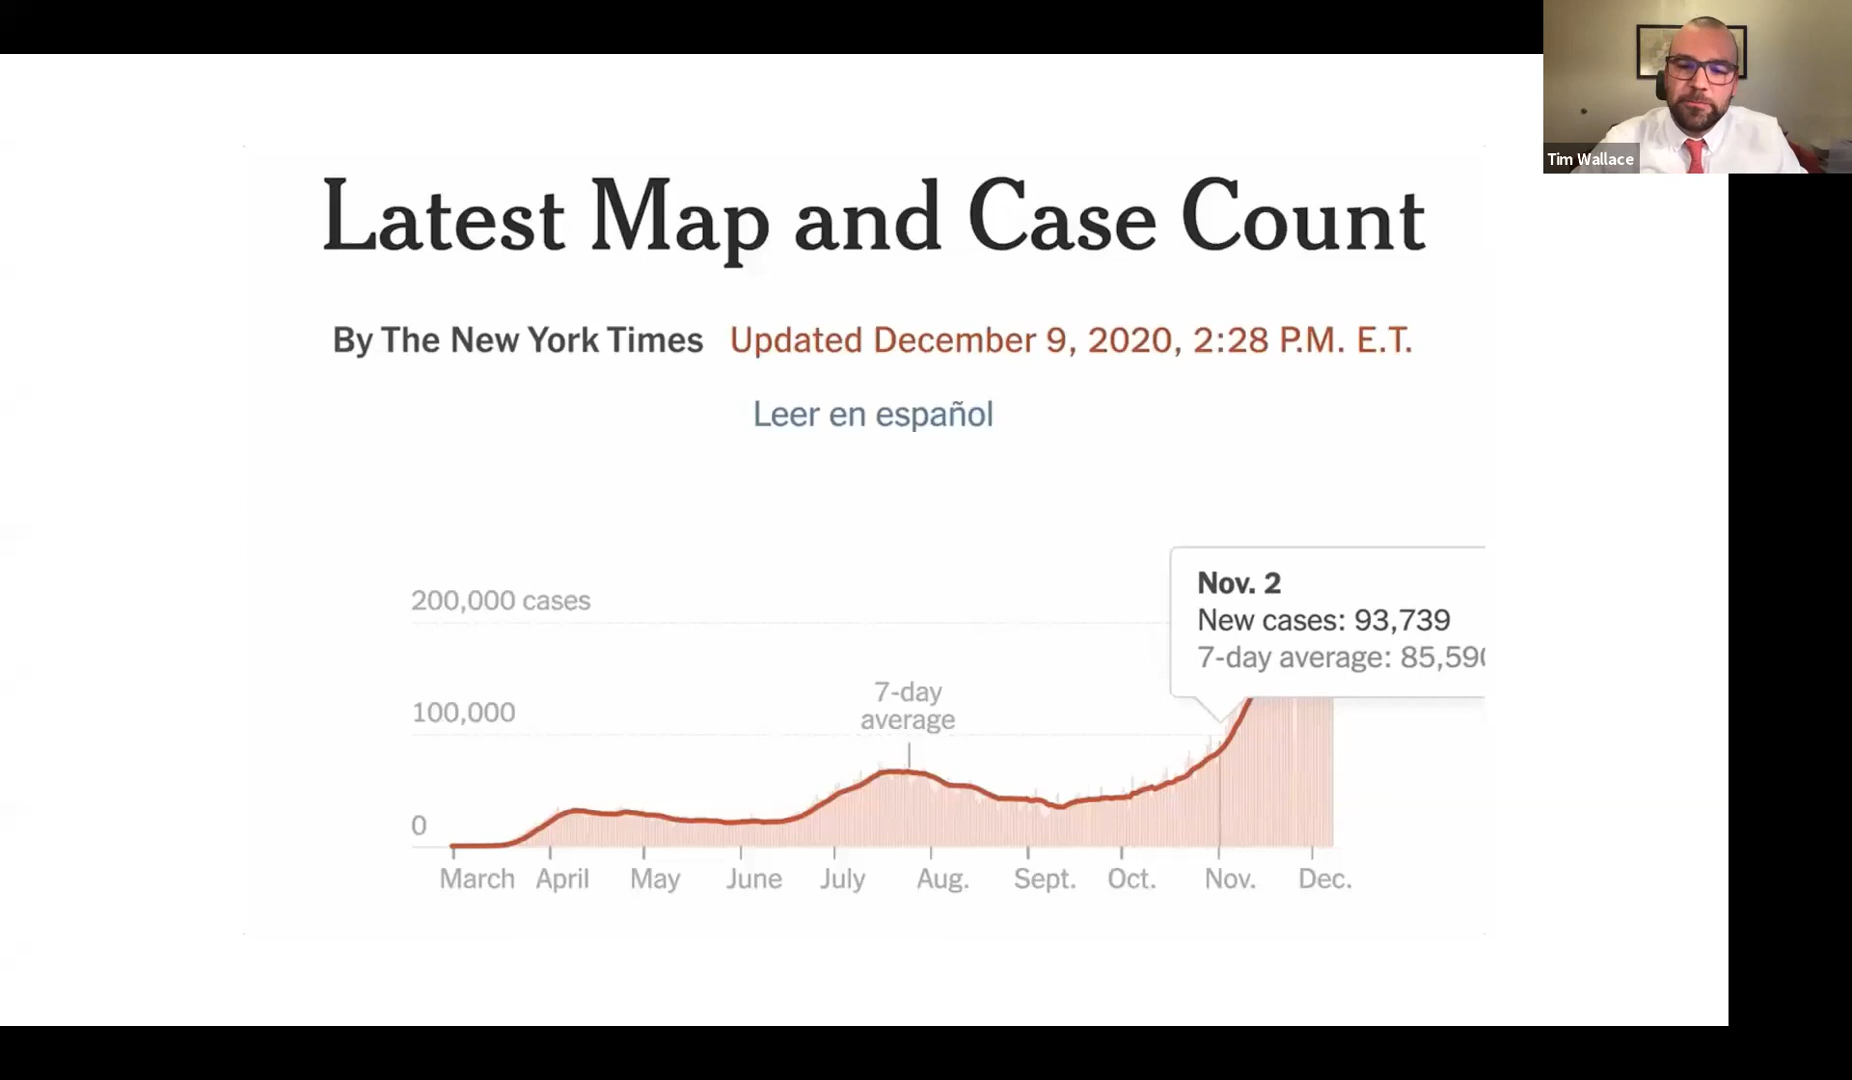 Tim Wallace
Latest Map and Case Count
By The New York Times Updated December 9, 2020, 2:28 P.M. E.T.
Leer en español
200,000 cases
100,000
0
7-day
average
Nov. 2
New cases: 93,739
7-day average: 85,590
March April May June July Aug. Sept. Oct. Nov. Dec.